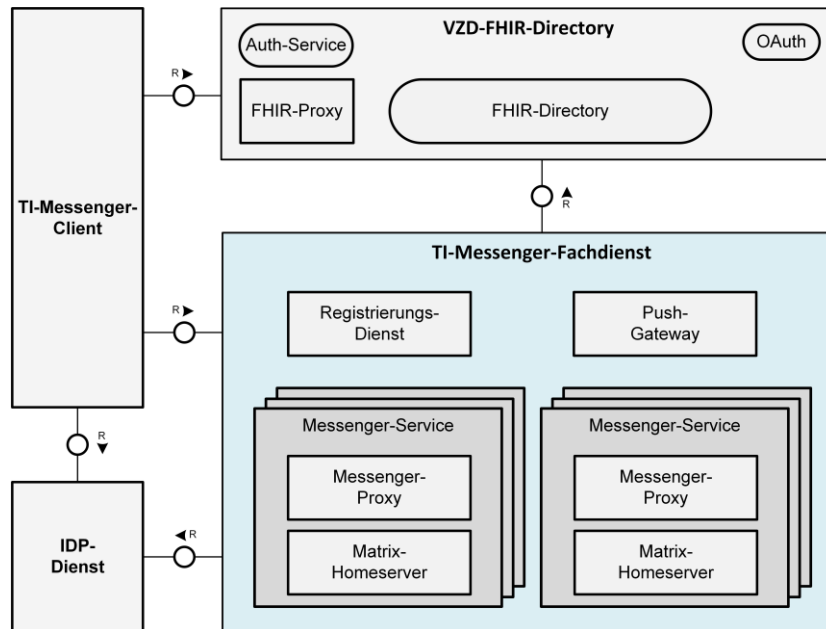 VZD-FHIR-Directory
Auth-Service
OAuth
R
FHIR-Proxy
FHIR-Directory
TI-Messenger-
Client
R
TI-Messenger-Fachdienst
R
Registrierungs-
Dienst
Push-
Gateway
Messenger-Service
Messenger-
Proxy
Matrix-
Homeserver
Messenger-Service
Messenger-
Proxy
Matrix-
Homeserver
R
IDP-
Dienst
R